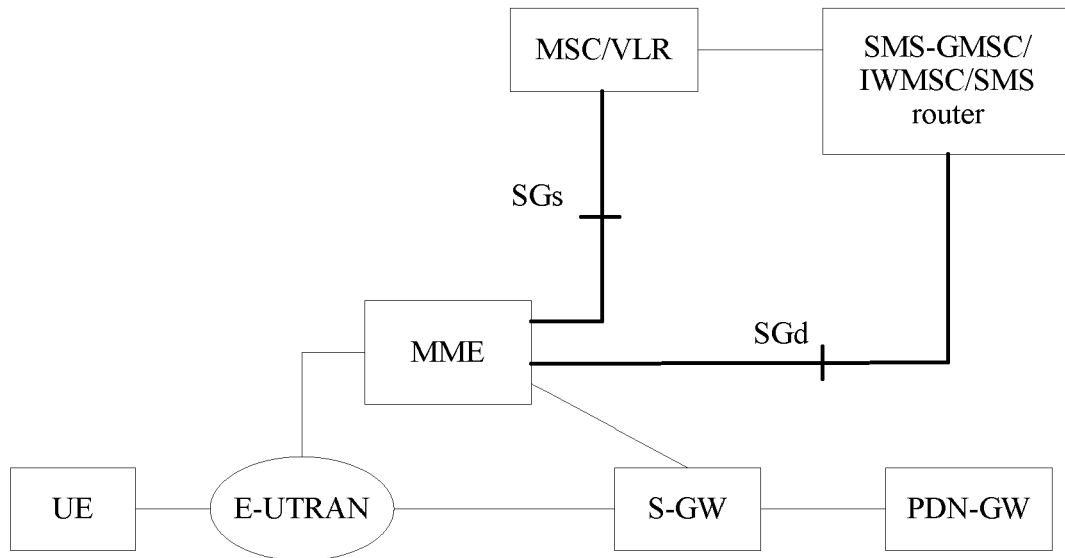 MSC/VLR
SMS-GMSC/
IWMSC/SMS
router
SGs
SGd
MME
UE
E-UTRAN
S-GW
PDN-GW